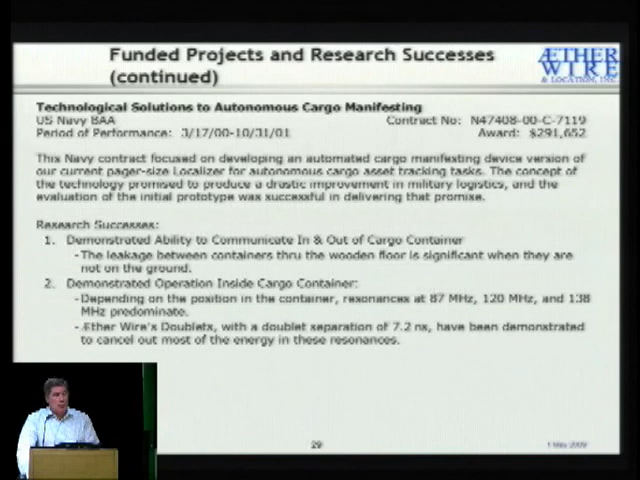 Funded Projects and Research Successes
(continued)
ÆTHER
WIRE
& LOCATION, INC.
Technological Solutions to Autonomous Cargo Manifesting
US Navy BAA Contract No: N47408-00-C-7119
Period of Performance: 3/17/00-10/31/01 Award: $291,652
This Navy contract focused on developing an automated cargo manifesting device version of
our current pager-size Localizer for autonomous cargo asset tracking tasks. The concept of
the technology promised to produce a drastic improvement in military logistics, and the
evaluation of the initial prototype was successful in delivering that promise.
Research Successes:
1. Demonstrated Ability to Communicate In & Out of Cargo Container
-The leakage between containers thru the wooden floor is significant when they are
not on the ground.
2. Demonstrated Operation Inside Cargo Container:
-Depending on the position in the container, resonances at 87 MHz, 120 MHz, and 138
MHz predominate.
-Æther Wire's Doublets, with a doublet separation of 7.2 ns, have been demonstrated
to cancel out most of the energy in these resonances.
29
1 May 2009